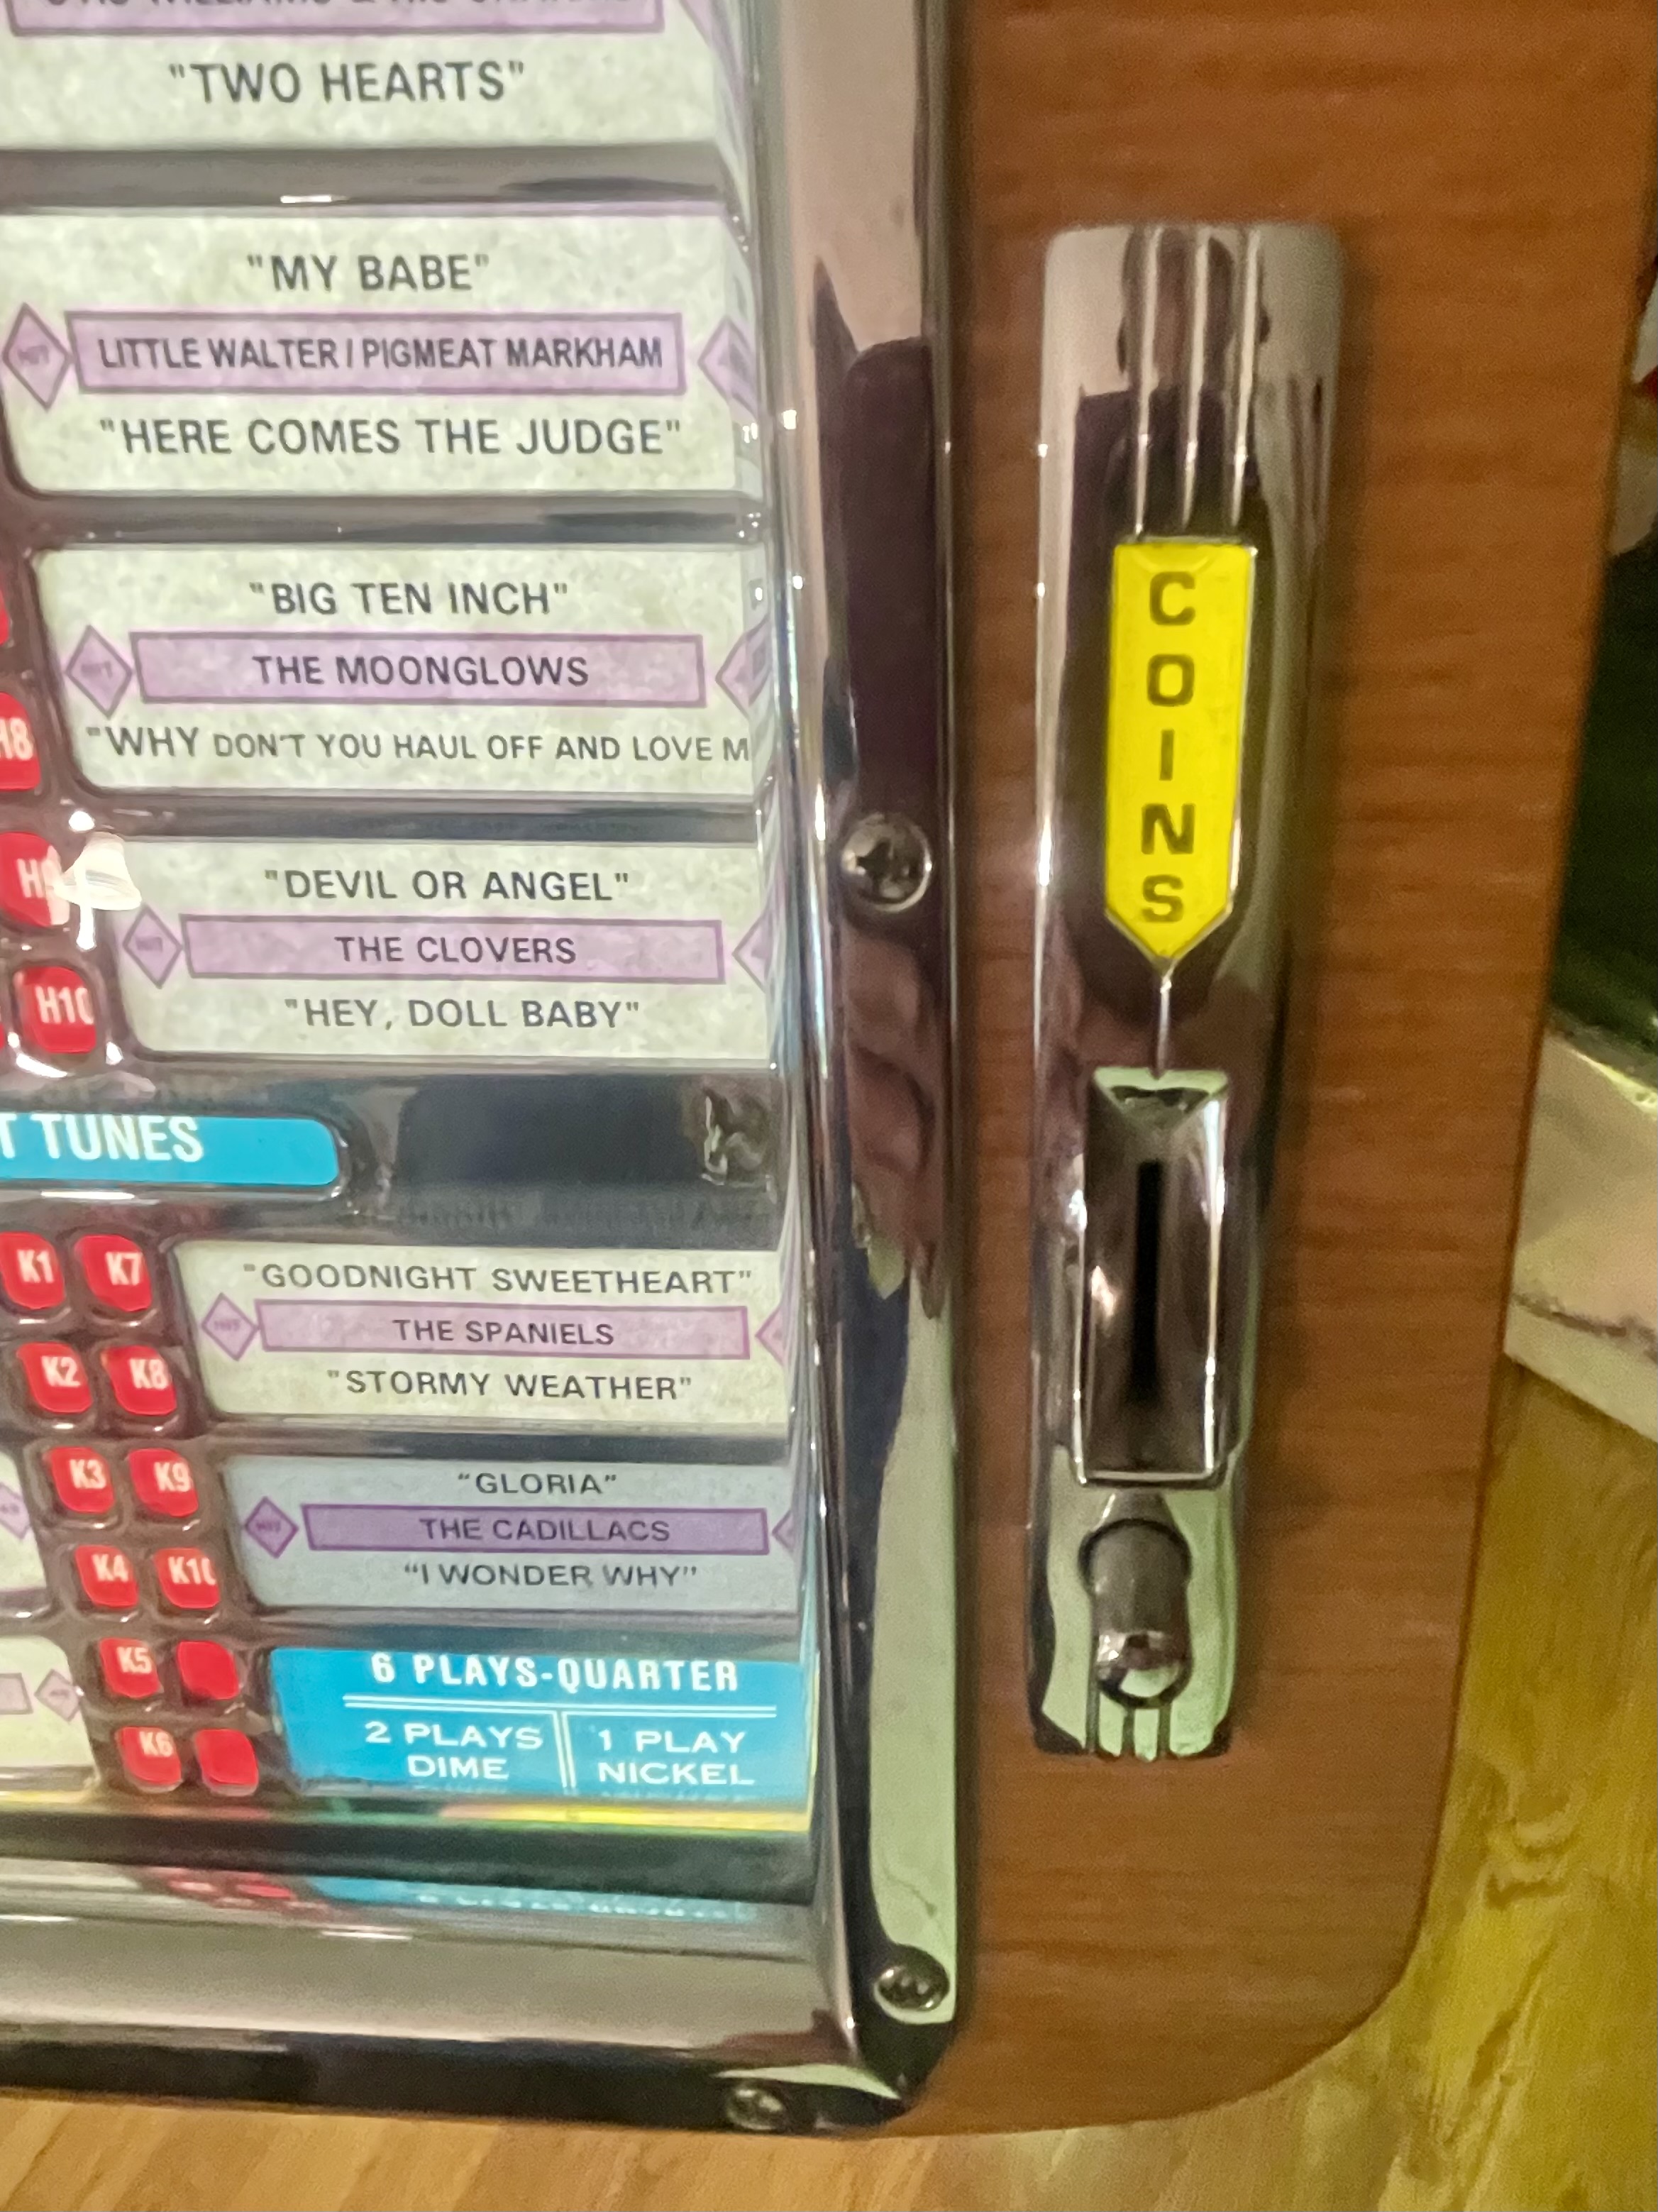 "TWO HEARTS"
"MY BABE"
LITTLE WALTER / PIGMEAT MARKHAM
"HERE COMES THE JUDGE"
"BIG TEN INCH"
THE MOONGLOWS
"WHY DON'T YOU HAUL OFF AND LOVE M
H8
"DEVIL OR ANGEL"
THE CLOVERS
"HEY, DOLL BABY"
H10
T TUNES
K1 K7
"GOODNIGHT SWEETHEART"
THE SPANIELS
"STORMY WEATHER"
K2 K8
K3 K9
"GLORIA"
THE CADILLACS
"I WONDER WHY"
K4 K10
K5
K6
6 PLAYS-QUARTER
2 PLAYS
DIME
1 PLAY
NICKEL
COINS